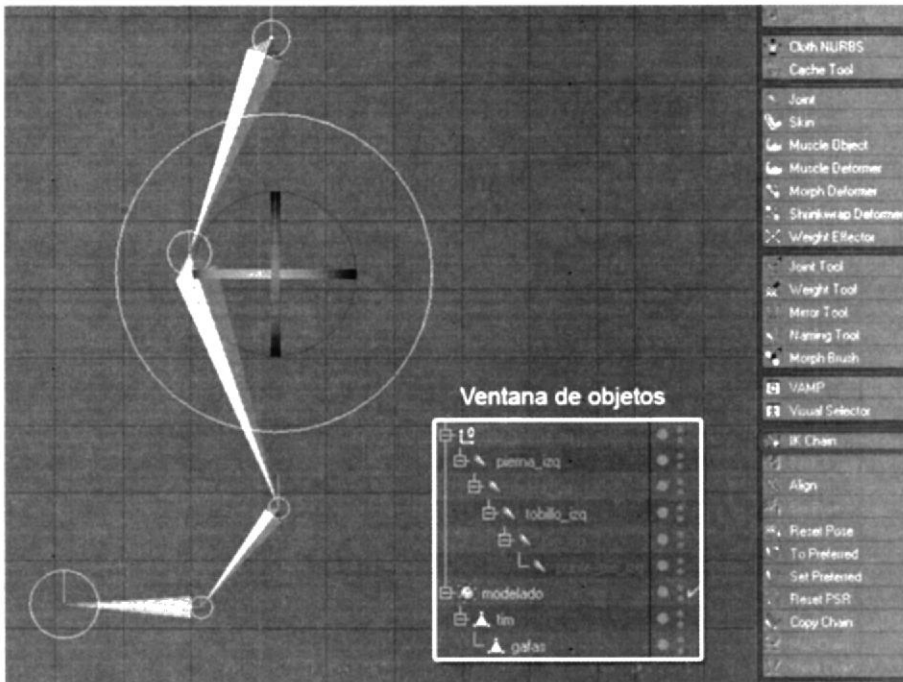 Cloth NURBS
Cache Tool
Joint
Skin
Muscle Object
Muscle Deformer
Morph Deformer
Shrinkwrap Deformer
Weight Effector
Joint Tool
Weight Tool
Mirror Tool
Naming Tool
Morph Brush
VAMP
Visual Selector
IK Chain
Align
Reset Pose
To Preferred
Set Preferred
Reset PSR
Copy Chain
Ventana de objetos
pierna_izq
tobillo_izq
modelado
tim
gafas